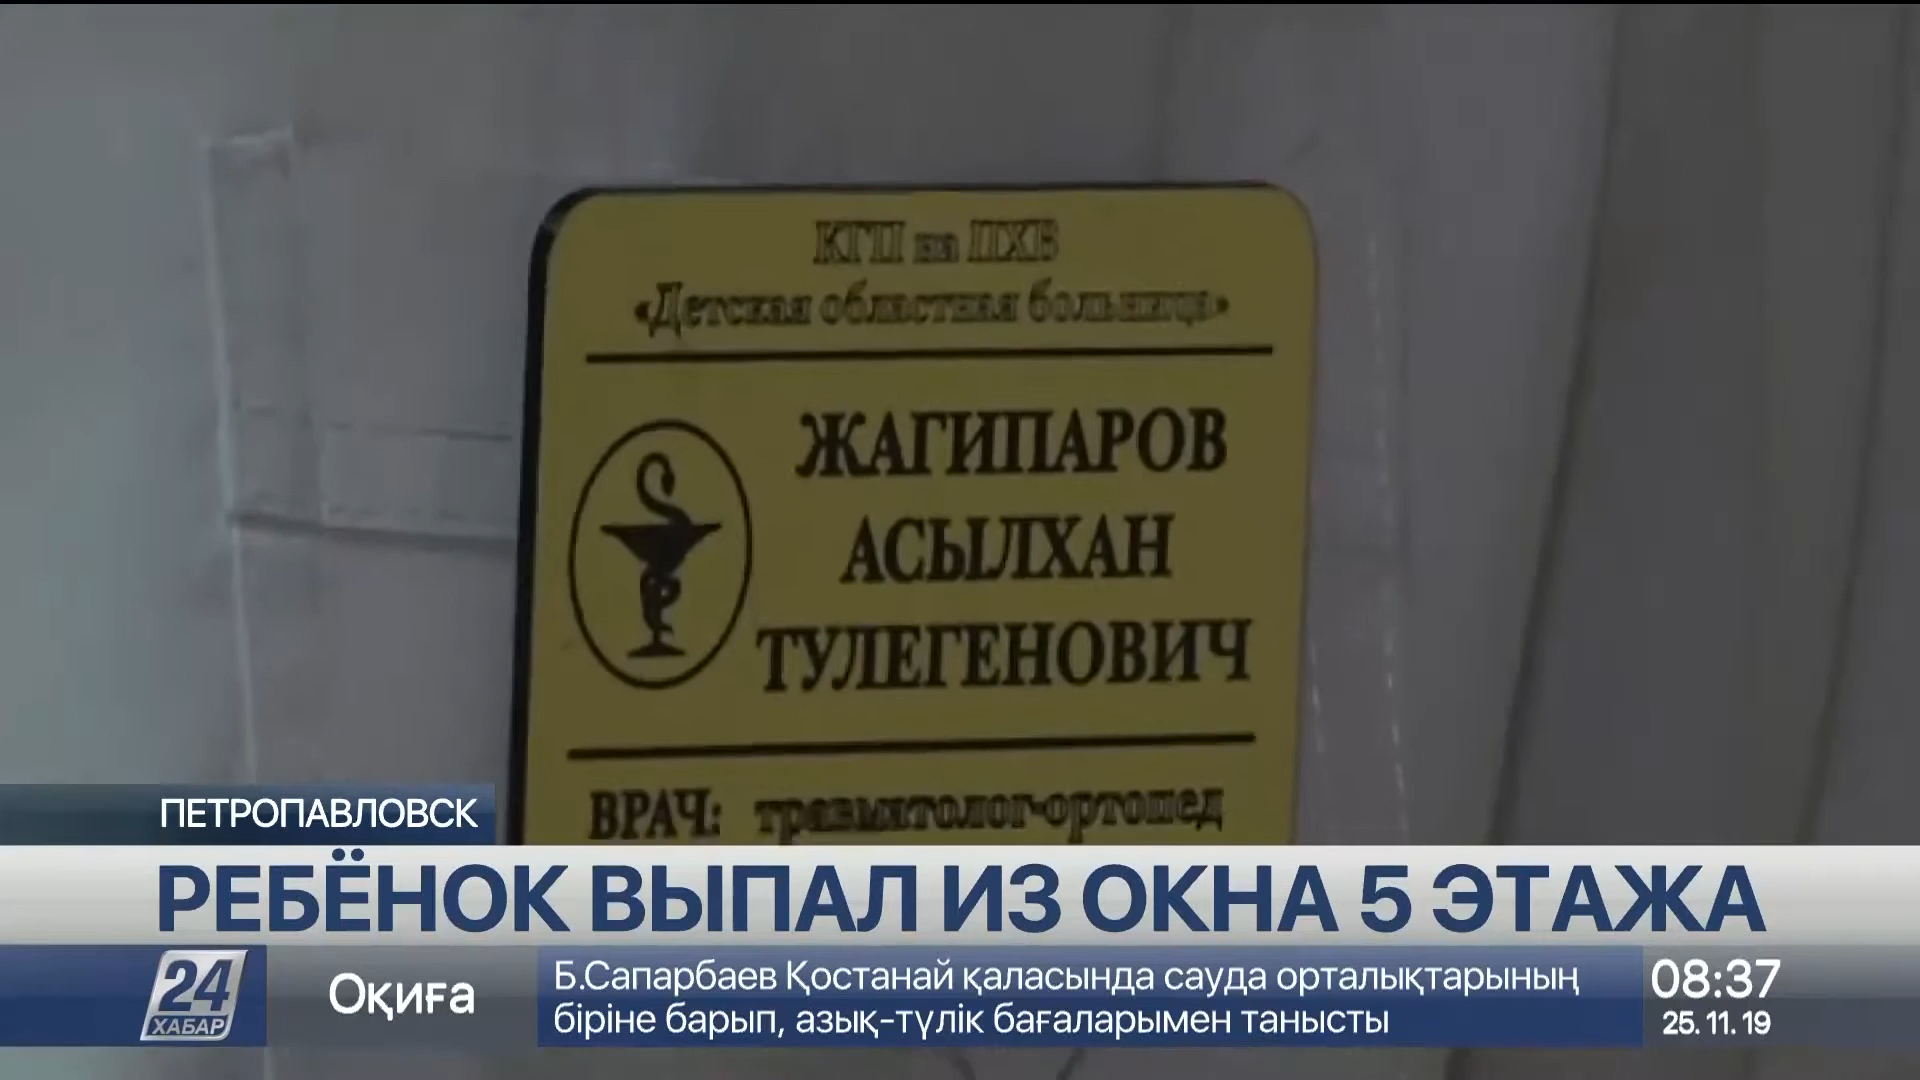 КГП на ПХВ
«Детская областная больница»
ЖАГИПАРОВ
АСЫЛХАН
ТУЛЕГЕНОВИЧ
ВРАЧ: травматолог-ортопед
ПЕТРОПАВЛОВСК
РЕБЁНОК ВЫПАЛ ИЗ ОКНА 5 ЭТАЖА
24
ХАБАР
Оқиға
Б.Сапарбаев Қостанай қаласында сауда орталықтарының
біріне барып, азық-түлік бағаларымен танысты
08:37
25. 11. 19